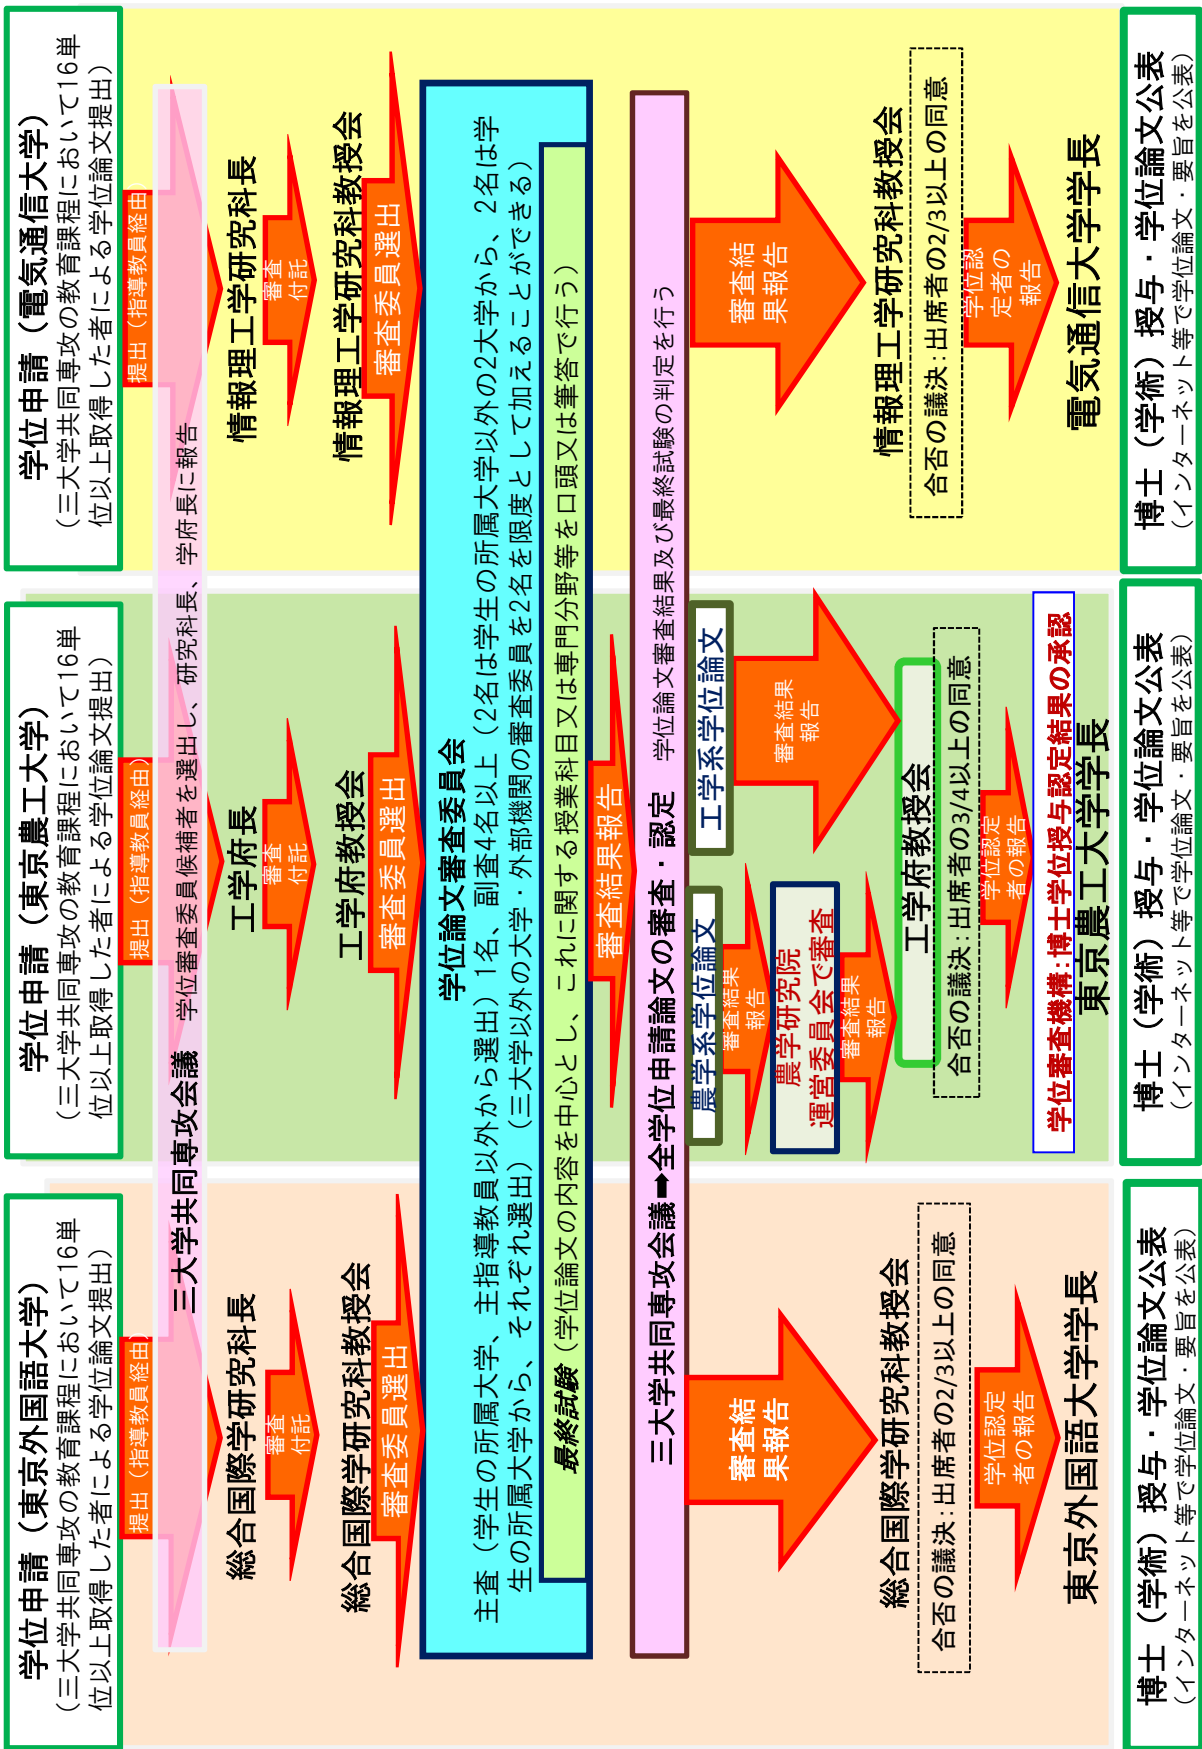 学位申請（東京外国語大学）
（三大学共同専攻の教育課程において16単
位以上取得した者による学位論文提出）
学位申請（東京農工大学）
（三大学共同専攻の教育課程において16単
位以上取得した者による学位論文提出）
学位申請（電気通信大学）
（三大学共同専攻の教育課程において16単
位以上取得した者による学位論文提出）
提出（指導教員経由）
提出（指導教員経由）
提出（指導教員経由）
三大学共同専攻会議　学位審査委員候補者を選出し、研究科長、学府長に報告
総合国際学研究科長
工学府長
情報理工学研究科長
審査
付託
審査
付託
審査
付託
総合国際学研究科教授会
工学府教授会
情報理工学研究科教授会
審査委員選出
審査委員選出
審査委員選出
学位論文審査委員会
主査（学生の所属大学、主指導教員以外から選出）1名、副査4名以上（2名は学生の所属大学以外の2大学から、2名は学
生の所属大学から、それぞれ選出）（三大学以外の大学・外部機関の審査委員を2名を限度として加えることができる）
最終試験（学位論文の内容を中心とし、これに関する授業科目又は専門分野等を口頭又は筆答で行う）
審査結果報告
三大学共同専攻会議➡全学位申請論文の審査・認定　学位論文審査結果及び最終試験の判定を行う
農学系学位論文
工学系学位論文
審査結
果報告
審査結果
報告
審査結果
報告
審査結
果報告
農学研究院
運営委員会で審査
審査結果
報告
総合国際学研究科教授会
工学府教授会
情報理工学研究科教授会
合否の議決：出席者の2/3以上の同意
合否の議決：出席者の3/4以上の同意
合否の議決：出席者の2/3以上の同意
学位認定
者の報告
学位認定
者の報告
学位認
定者の
報告
学位審査機構：博士学位授与認定結果の承認
東京外国語大学学長
東京農工大学学長
電気通信大学学長
博士（学術）授与・学位論文公表
（インターネット等で学位論文・要旨を公表）
博士（学術）授与・学位論文公表
（インターネット等で学位論文・要旨を公表）
博士（学術）授与・学位論文公表
（インターネット等で学位論文・要旨を公表）